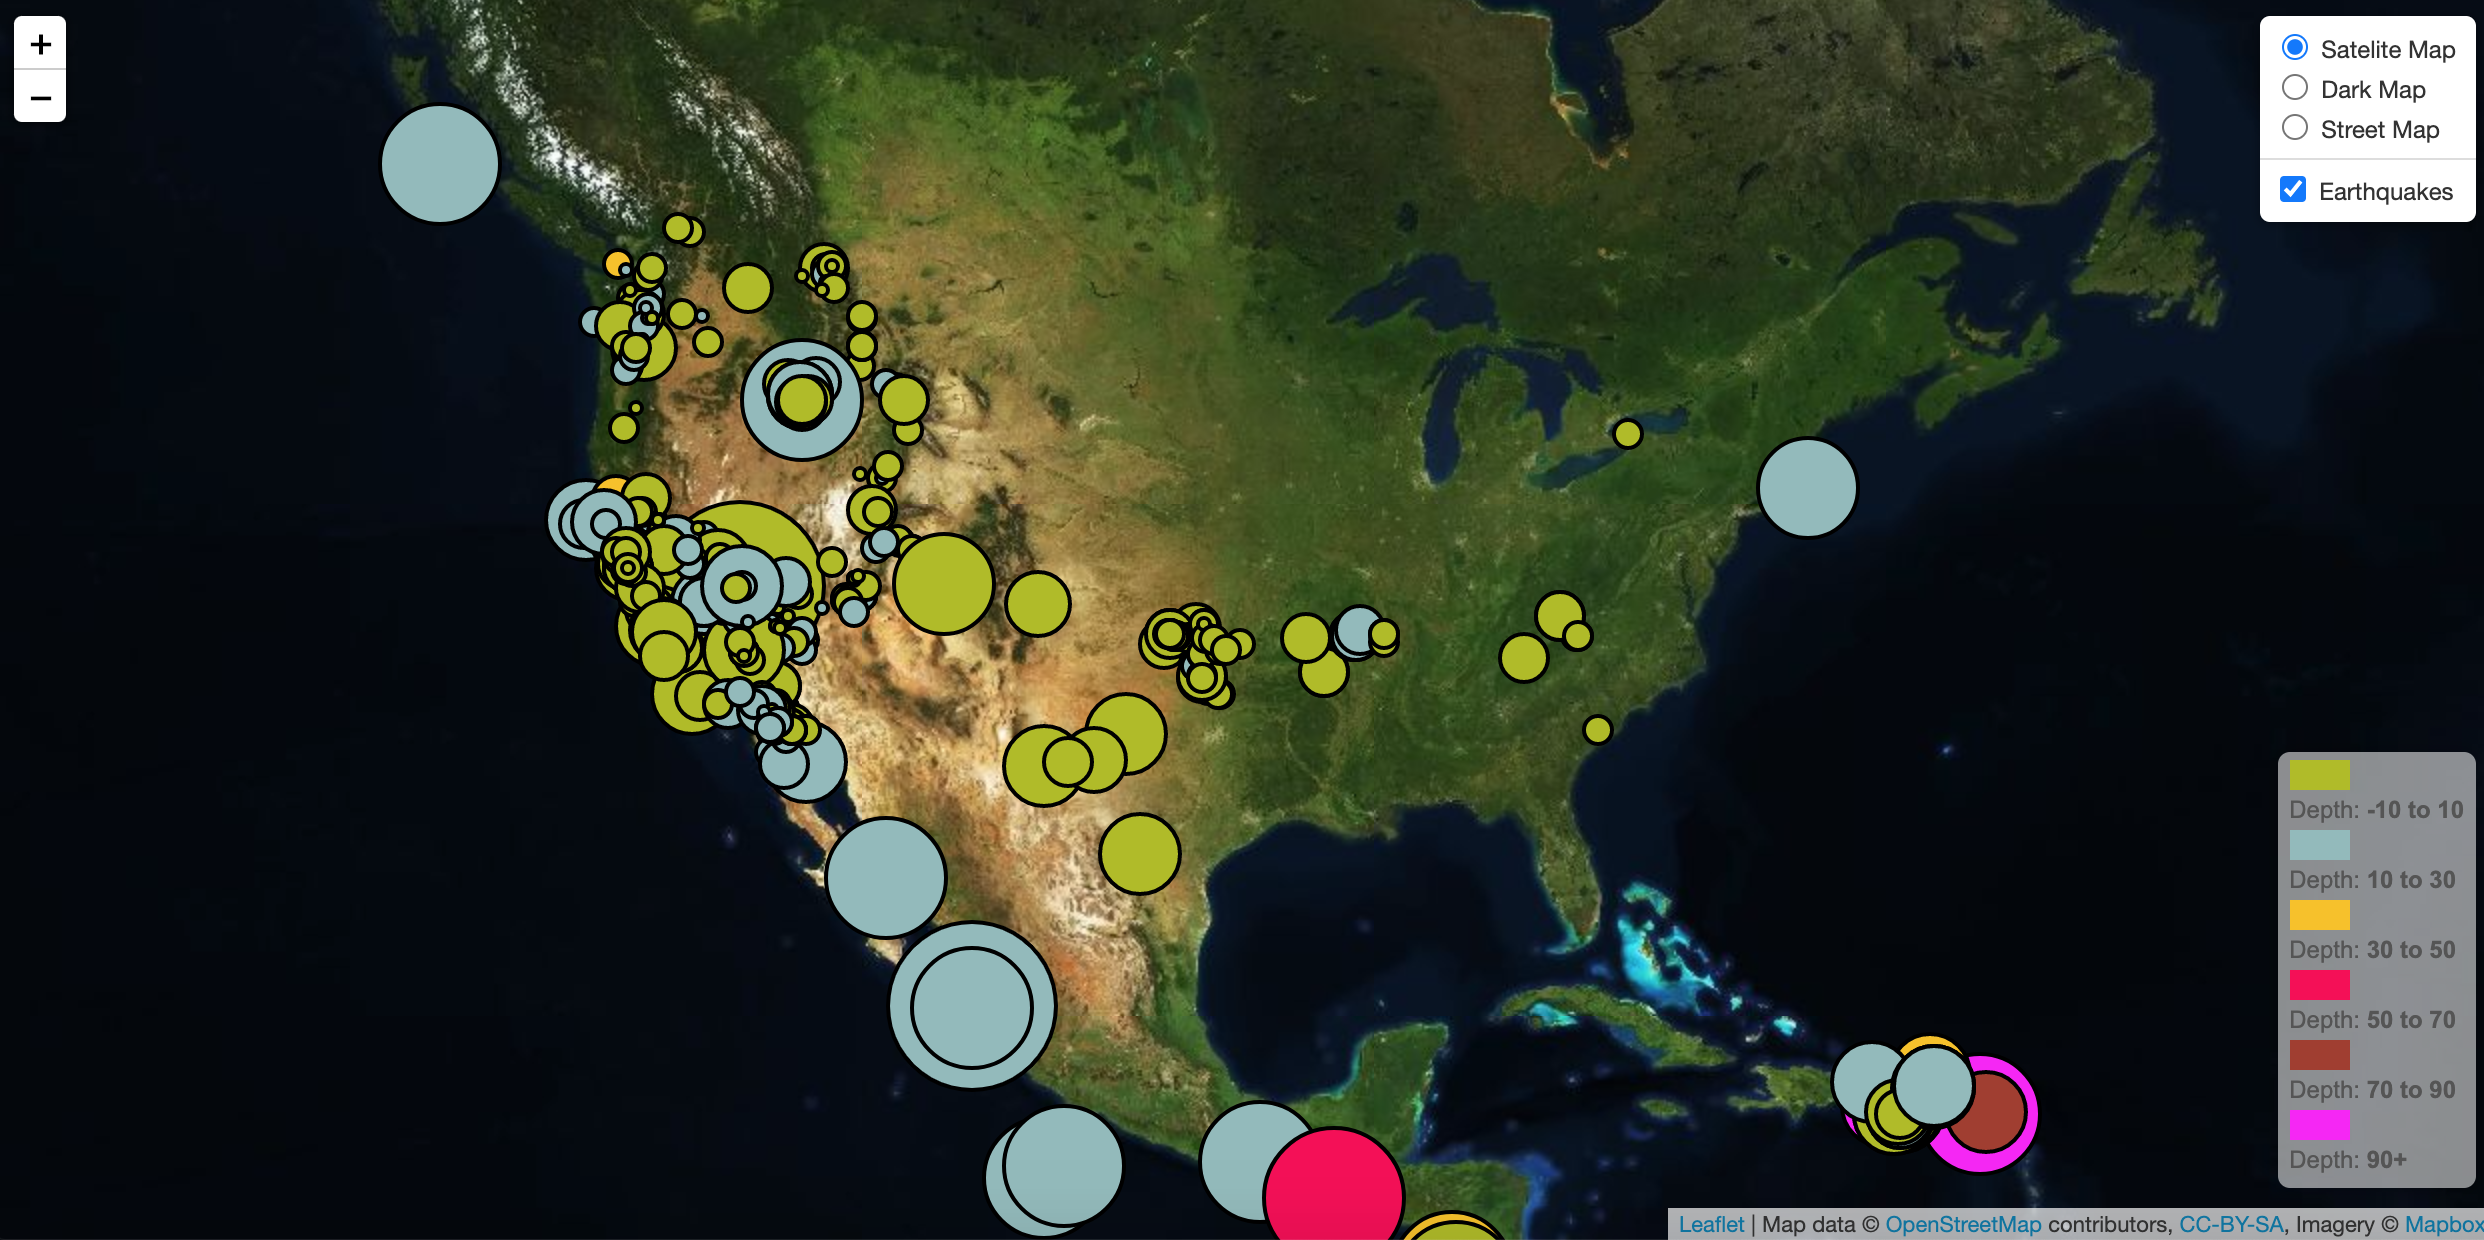 +
−
Satelite Map
Dark Map
Street Map
Earthquakes
Depth: -10 to 10
Depth: 10 to 30
Depth: 30 to 50
Depth: 50 to 70
Depth: 70 to 90
Depth: 90+
Leaflet | Map data © OpenStreetMap contributors, CC-BY-SA, Imagery © Mapbox